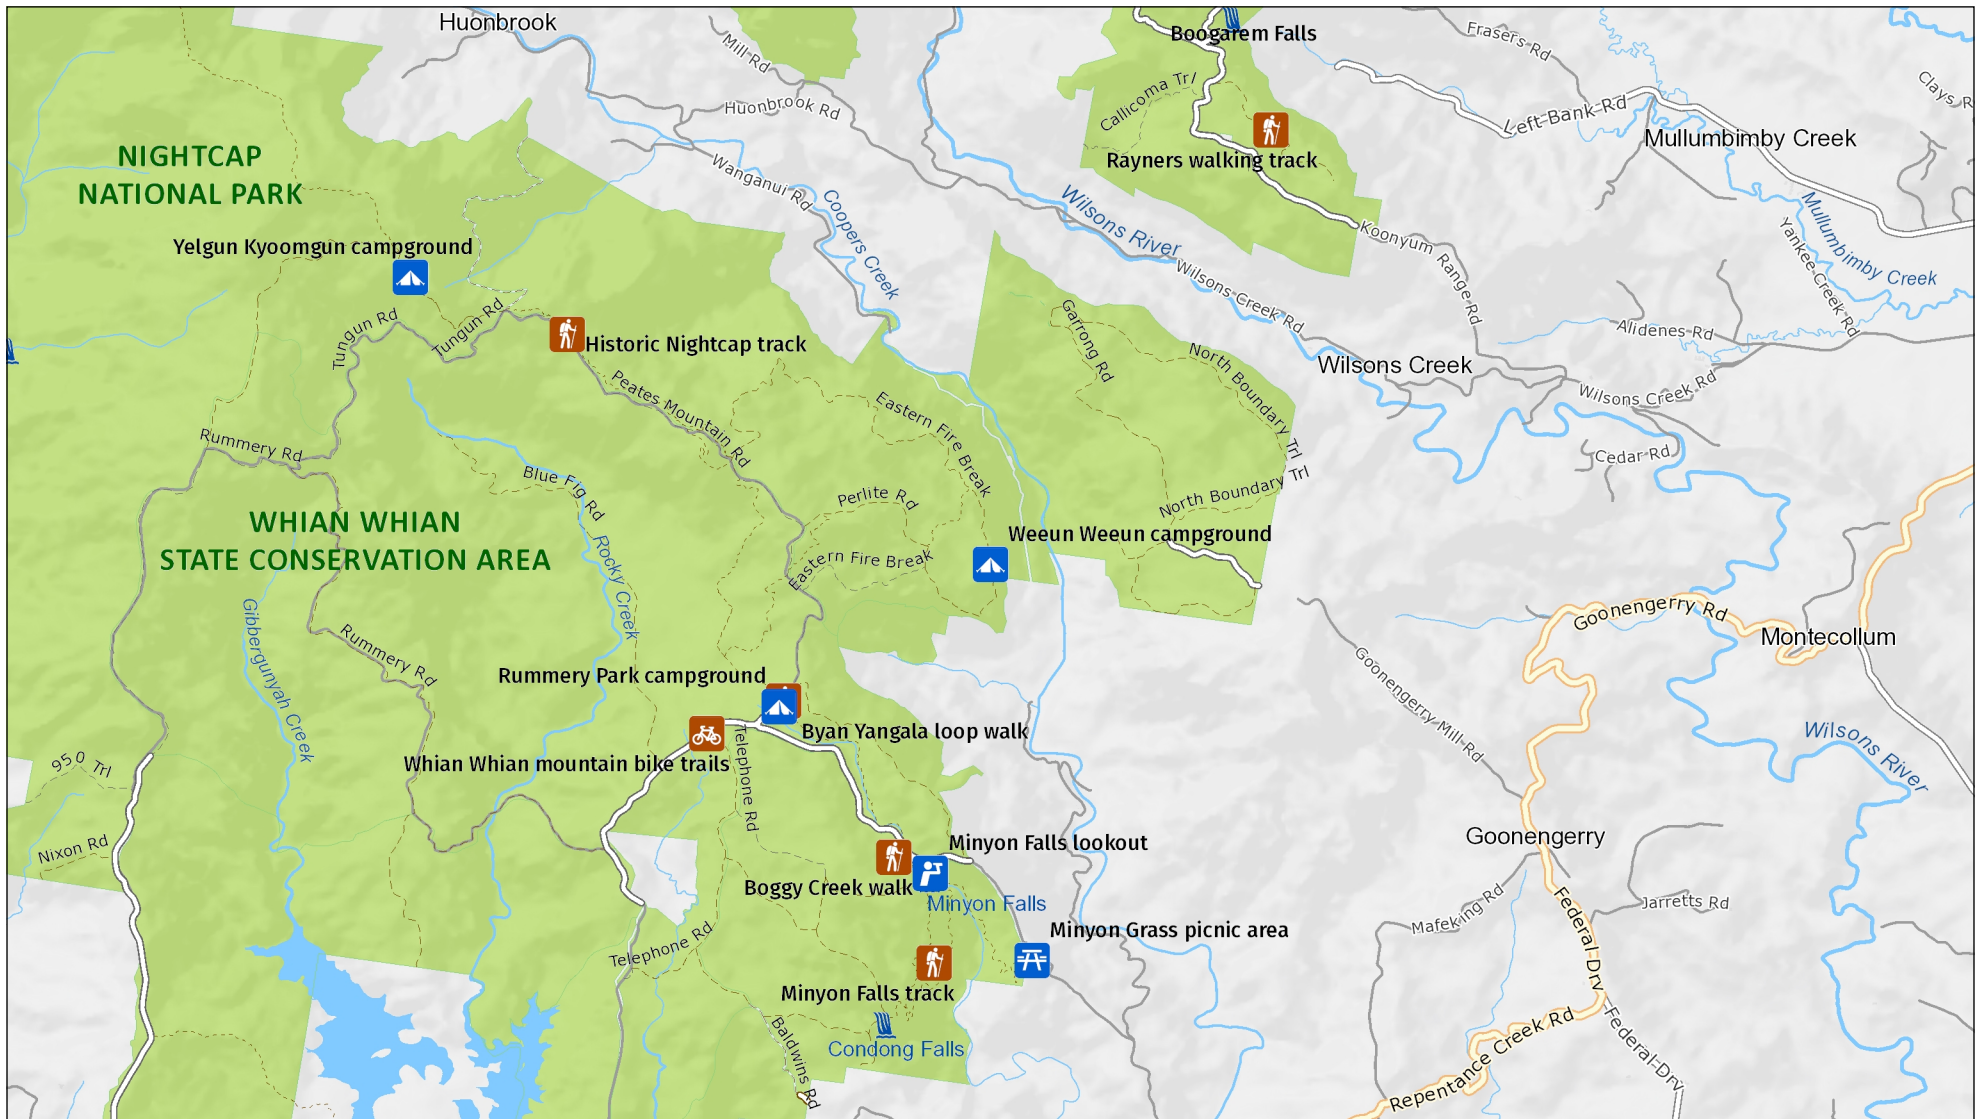 Huonbrook
Boogarem Falls
Frasers Rd
Mill Rd
Clays R
Callicoma Trl
Huonbrook Rd
Left Bank Rd
Mullumbimby Creek
NIGHTCAP
NATIONAL PARK
Rayners walking track
Wanganui Rd
Coopers Creek
Wilsons River
Mullumbimby Creek
Yelgun Kyoomgun campground
Koonyum Range Rd
Yankee Creek Rd
Wilsons Creek Rd
Tungun Rd
Tungun Rd
Garrong Rd
Alidenes Rd
Historic Nightcap track
North Boundary Trl
Wilsons Creek
Peates Mountain Rd
Eastern Fire Break
Wilsons Creek Rd
Rummery Rd
Cedar Rd
Blue Fig Rd
Perlite Rd
North Boundary Trl
WHIAN WHIAN
STATE CONSERVATION AREA
Weeun Weeun campground
Eastern Fire Break
Rocky Creek
Gibbergunyah Creek
Goonengerry Rd
Montecollum
Rummery Rd
Rummery Park campground
Goonengerry Mill Rd
Byan Yangala loop walk
Wilsons River
Whian Whian mountain bike trails
950 Trl
Telephone Rd
Goonengerry
Nixon Rd
Minyon Falls lookout
Boggy Creek walk
Minyon Falls
Mafeking Rd
Jarretts Rd
Federal Drv
Minyon Grass picnic area
Telephone Rd
Minyon Falls track
Condong Falls
Baldwins Rd
Repentance Creek Rd
Federal Drv